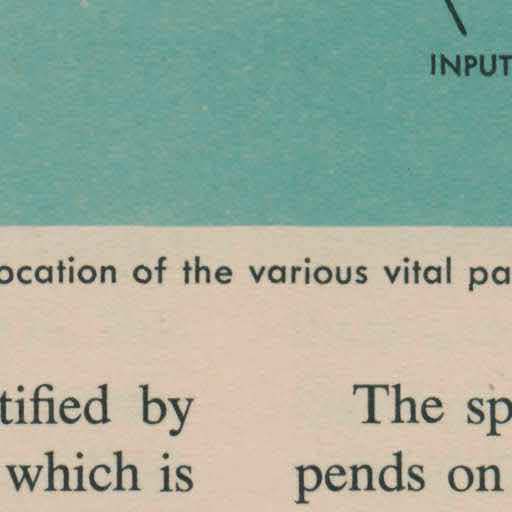 INPUT
ocation of the various vital pa
tified by
which is
The sp
pends on